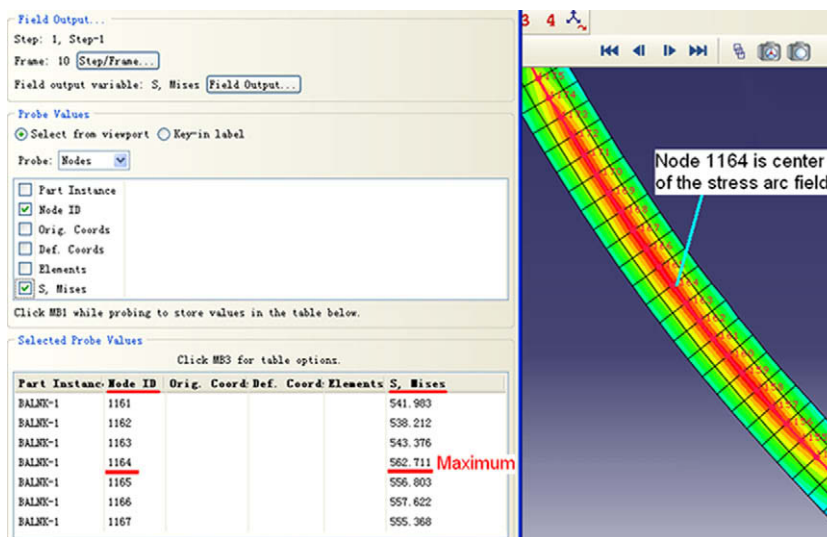 Field Output...
Step: 1, Step-1
Frame: 10 Step/Frame...
Field output variable: S, Mises Field Output...
Probe Values
Select from viewport Key-in label
Probe: Nodes
Part Instance
Node ID
Orig. Coords
Def. Coords
Elements
S, Mises
Click MB1 while probing to store values in the table below.
Selected Probe Values
Click MB3 for table options.
Part Instanc Node ID Orig. Coord Def. Coord Elements S, Mises
BALNK-1 1161 541.983
BALNK-1 1162 538.212
BALNK-1 1163 543.376
BALNK-1 1164 562.711 Maximum
BALNK-1 1165 556.803
BALNK-1 1166 557.622
BALNK-1 1167 555.368
3 4
Node 1164 is center
of the stress arc field